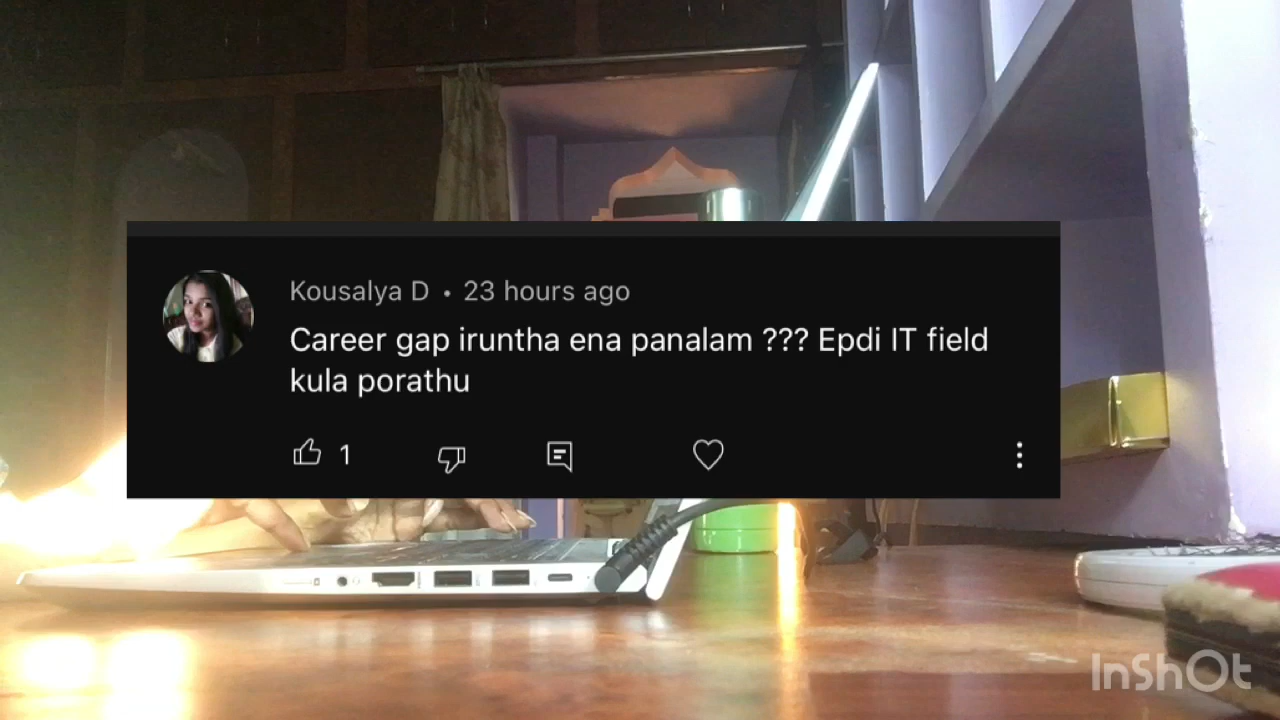 Kousalya D • 23 hours ago
Career gap iruntha ena panalam ??? Epdi IT field
kula porathu
1
InShOt